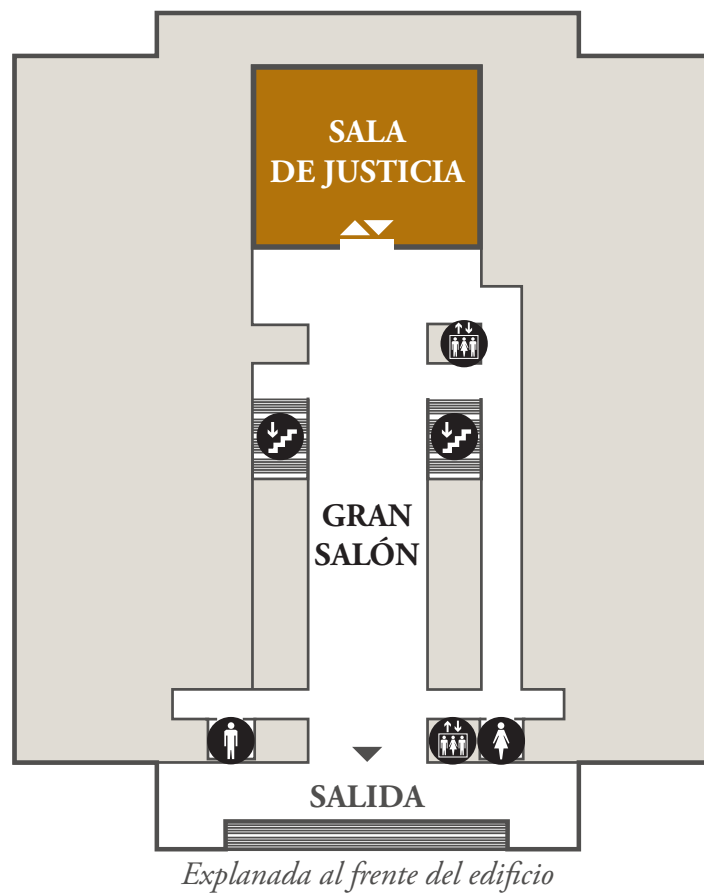 SALA
DE JUSTICIA
GRAN
SALÓN
SALIDA
Explanada al frente del edificio